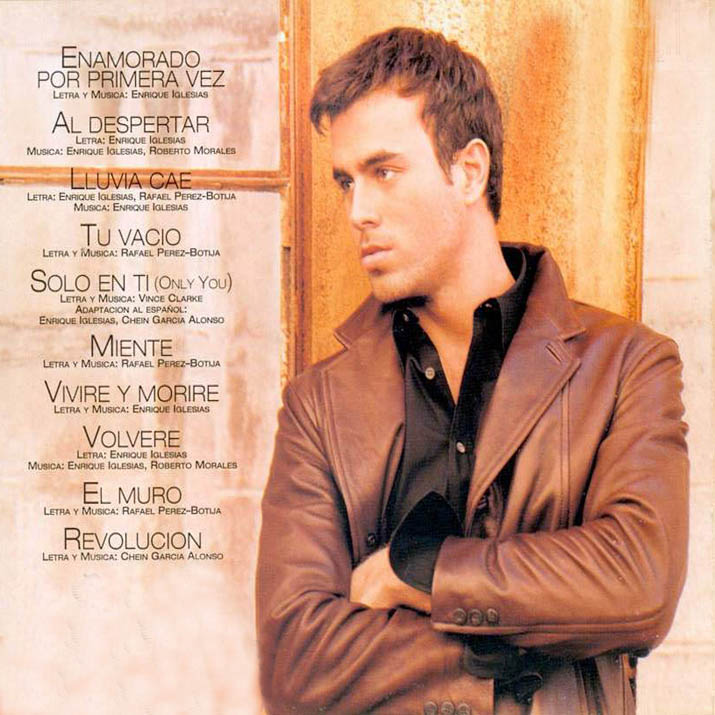 ENAMORADO
POR PRIMERA VEZ
LETRA Y MUSICA: ENRIQUE IGLESIAS
AL DESPERTAR
LETRA: ENRIQUE IGLESIAS
MUSICA: ENRIQUE IGLESIAS, ROBERTO MORALES
LLUVIA CAE
LETRA: ENRIQUE IGLESIAS, RAFAEL PEREZ-BOTIJA
MUSICA: ENRIQUE IGLESIAS
TU VACIO
LETRA Y MUSICA: RAFAEL PEREZ-BOTIJA
SOLO EN TI (ONLY YOU)
LETRA Y MUSICA: VINCE CLARKE
ADAPTACION AL ESPAÑOL:
ENRIQUE IGLESIAS, CHEIN GARCIA ALONSO
MIENTE
LETRA Y MUSICA: RAFAEL PEREZ-BOTIJA
VIVIRE Y MORIRE
LETRA Y MUSICA: ENRIQUE IGLESIAS
VOLVERE
LETRA: ENRIQUE IGLESIAS
MUSICA: ENRIQUE IGLESIAS, ROBERTO MORALES
EL MURO
LETRA Y MUSICA: RAFAEL PEREZ-BOTIJA
REVOLUCION
LETRA Y MUSICA: CHEIN GARCIA ALONSO